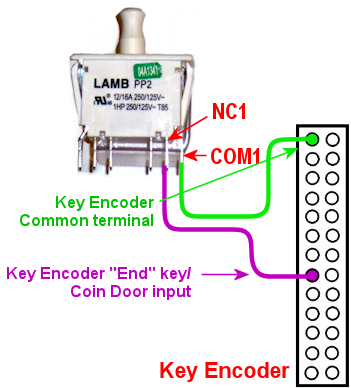 04A1341
LAMB PP2
12/16A 250/125V~
1HP 250/125V~ T85
NC1
COM1
Key Encoder
Common terminal
Key Encoder "End" key/
Coin Door input
Key Encoder